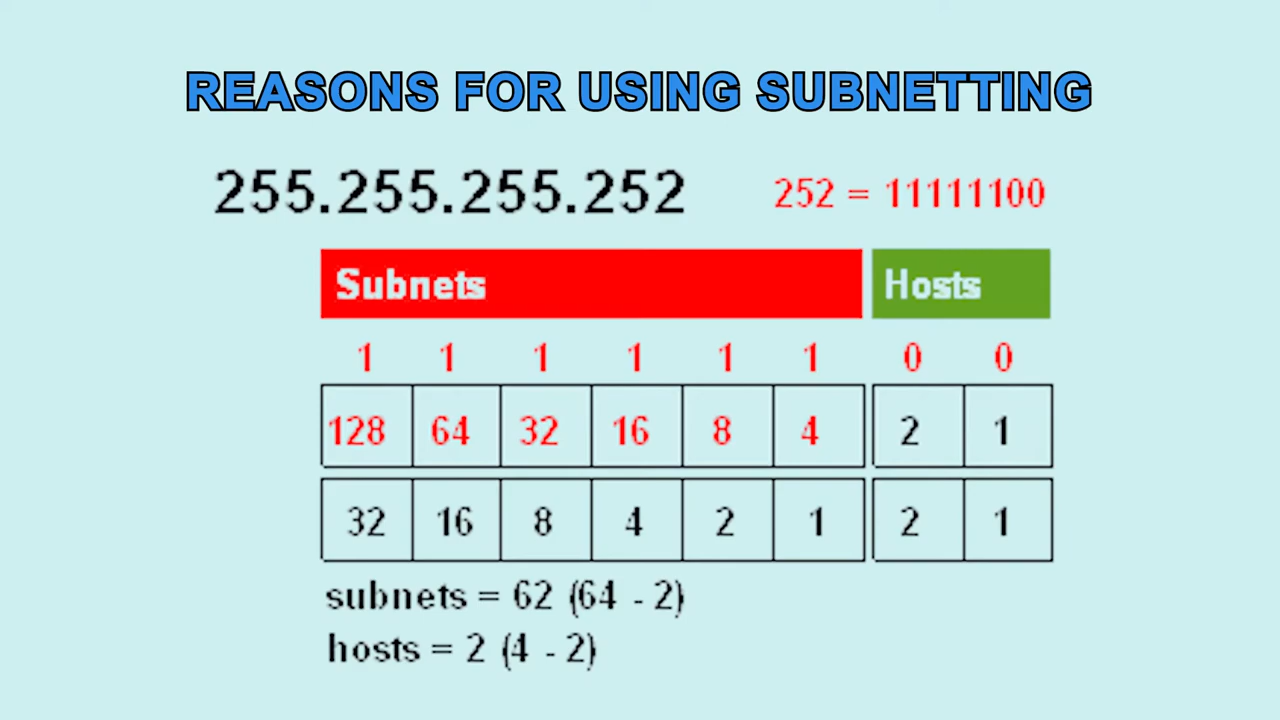 REASONS FOR USING SUBNETTING
255.255.255.252 252 = 11111100
Subnets Hosts
1 1 1 1 1 1 0 0
128 64 32 16 8 4 2 1
32 16 8 4 2 1 2 1
subnets = 62 (64 - 2)
hosts = 2 (4 - 2)